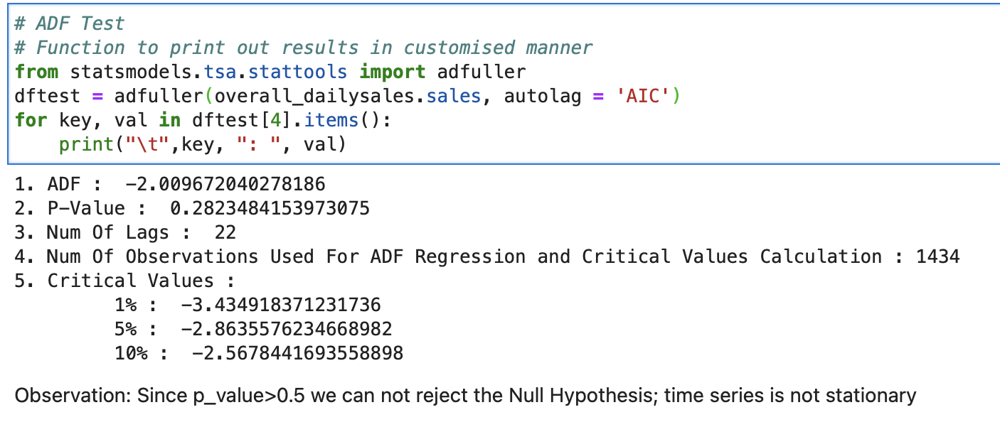 # ADF Test
# Function to print out results in customised manner
from statsmodels.tsa.stattools import adfuller
dftest = adfuller(overall_dailysales.sales, autolag = 'AIC')
for key, val in dftest[4].items():
    print("\t",key, ": ", val)
1. ADF :  -2.009672040278186
2. P-Value :  0.2823484153973075
3. Num Of Lags :  22
4. Num Of Observations Used For ADF Regression and Critical Values Calculation : 1434
5. Critical Values :
         1% :  -3.434918371231736
         5% :  -2.8635576234668982
         10% :  -2.5678441693558898
Observation: Since p_value>0.5 we can not reject the Null Hypothesis; time series is not stationary